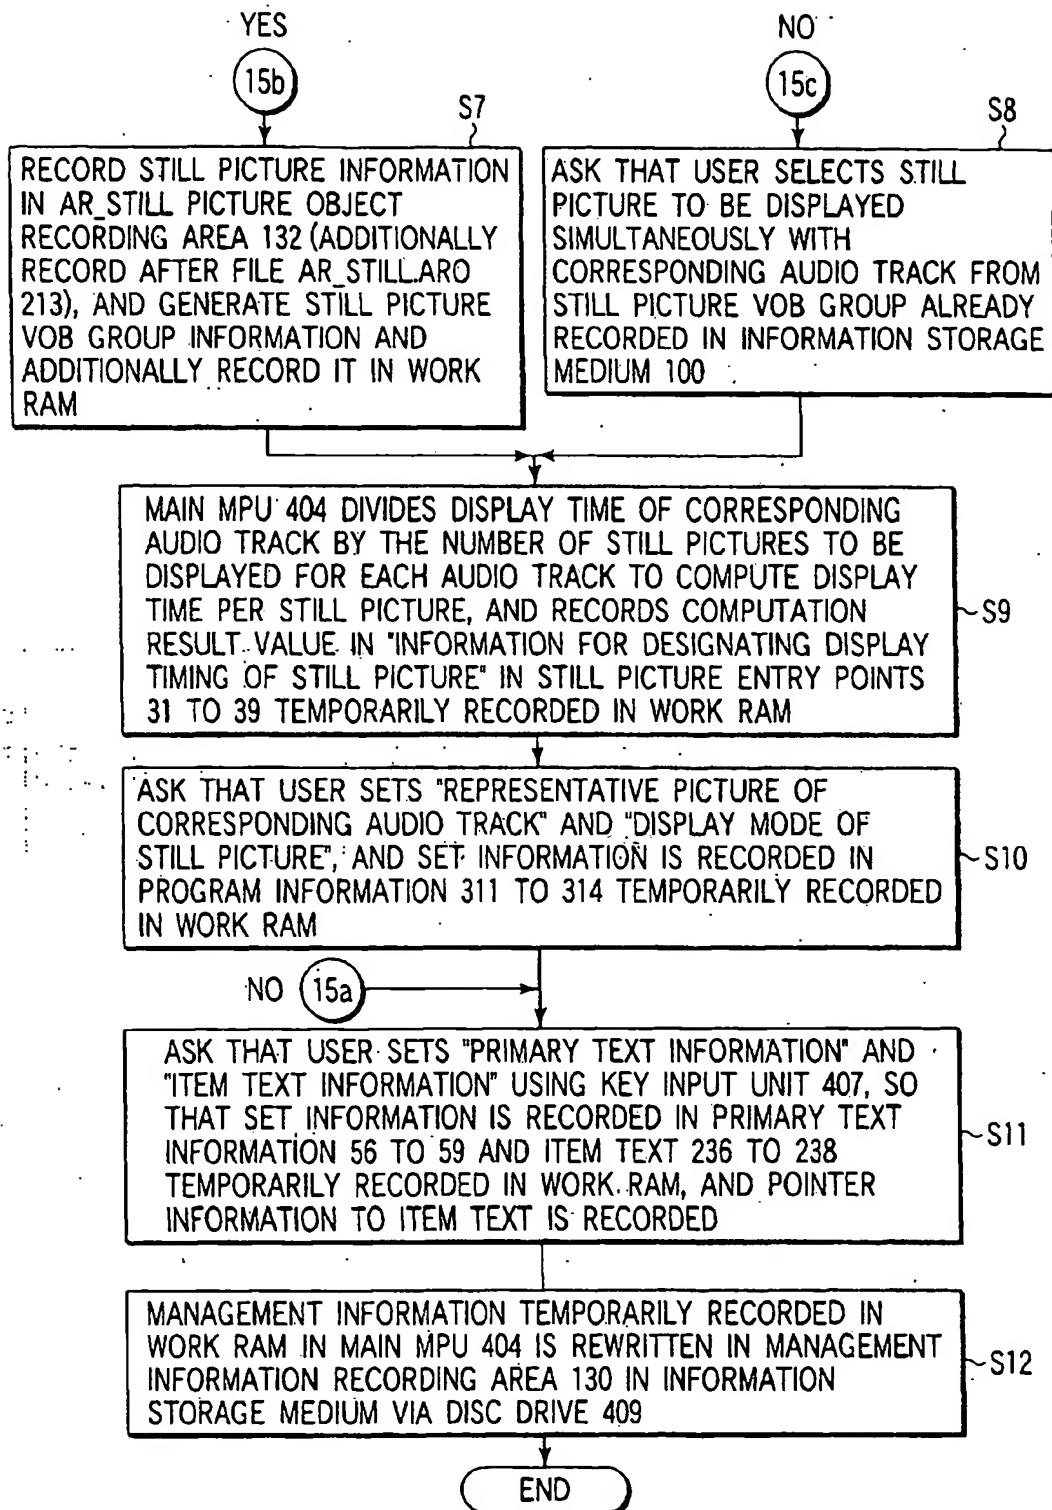 YES
15b
S7
RECORD STILL PICTURE INFORMATION
IN AR_STILL PICTURE OBJECT
RECORDING AREA 132 (ADDITIONALLY
RECORD AFTER FILE AR_STILL.ARO
213), AND GENERATE STILL PICTURE
VOB GROUP INFORMATION AND
ADDITIONALLY RECORD IT IN WORK
RAM
NO
15c
S8
ASK THAT USER SELECTS STILL
PICTURE TO BE DISPLAYED
SIMULTANEOUSLY WITH
CORRESPONDING AUDIO TRACK FROM
STILL PICTURE VOB GROUP ALREADY
RECORDED IN INFORMATION STORAGE
MEDIUM 100
MAIN MPU 404 DIVIDES DISPLAY TIME OF CORRESPONDING
AUDIO TRACK BY THE NUMBER OF STILL PICTURES TO BE
DISPLAYED FOR EACH AUDIO TRACK TO COMPUTE DISPLAY
TIME PER STILL PICTURE, AND RECORDS COMPUTATION
RESULT VALUE IN "INFORMATION FOR DESIGNATING DISPLAY
TIMING OF STILL PICTURE" IN STILL PICTURE ENTRY POINTS
31 TO 39 TEMPORARILY RECORDED IN WORK RAM
S9
ASK THAT USER SETS "REPRESENTATIVE PICTURE OF
CORRESPONDING AUDIO TRACK" AND "DISPLAY MODE OF
STILL PICTURE", AND SET INFORMATION IS RECORDED IN
PROGRAM INFORMATION 311 TO 314 TEMPORARILY RECORDED
IN WORK RAM
S10
NO 15a
ASK THAT USER SETS "PRIMARY TEXT INFORMATION" AND
"ITEM TEXT INFORMATION" USING KEY INPUT UNIT 407, SO
THAT SET INFORMATION IS RECORDED IN PRIMARY TEXT
INFORMATION 56 TO 59 AND ITEM TEXT 236 TO 238
TEMPORARILY RECORDED IN WORK RAM, AND POINTER
INFORMATION TO ITEM TEXT IS RECORDED
S11
MANAGEMENT INFORMATION TEMPORARILY RECORDED IN
WORK RAM IN MAIN MPU 404 IS REWRITTEN IN MANAGEMENT
INFORMATION RECORDING AREA 130 IN INFORMATION
STORAGE MEDIUM VIA DISC DRIVE 409
S12
END